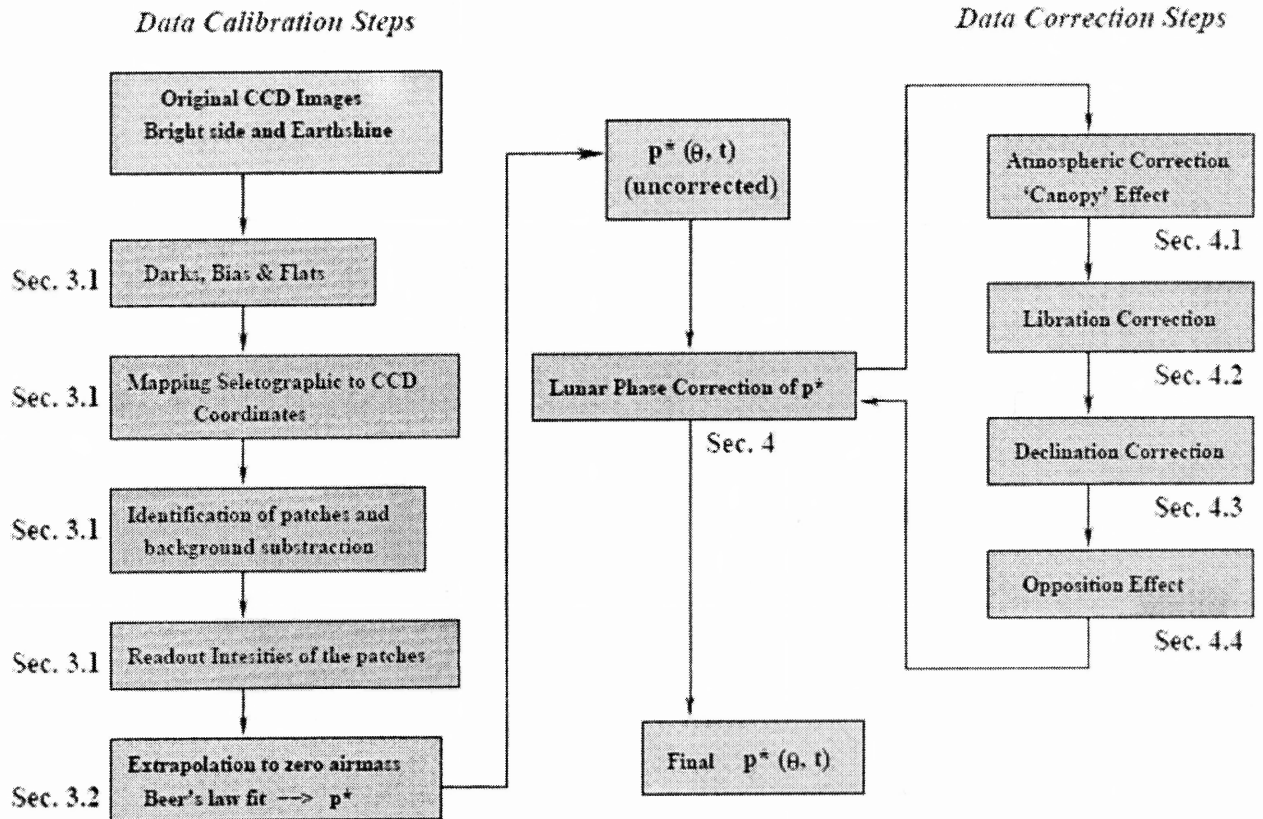 Data Calibration Steps
Original CCD Images
Bright side and Earthshine
Sec. 3.1
Darks, Bias & Flats
Sec. 3.1
Mapping Seletographic to CCD
Coordinates
Sec. 3.1
Identification of patches and
background substraction
Sec. 3.1
Readout Intesities of the patches
Sec. 3.2
Extrapolation to zero airmass
Beer's law fit --> p*
p* (θ, t)
(uncorrected)
Lunar Phase Correction of p*
Sec. 4
Final p* (θ, t)
Data Correction Steps
Atmospheric Correction
'Canopy' Effect
Sec. 4.1
Libration Correction
Sec. 4.2
Declination Correction
Sec. 4.3
Opposition Effect
Sec. 4.4